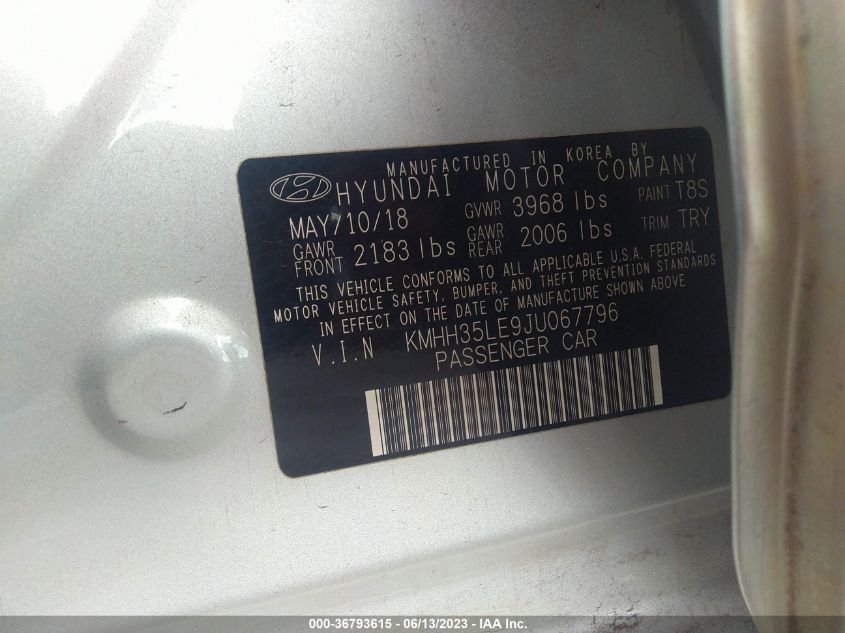 MANUFACTURED IN KOREA BY
HYUNDAI MOTOR COMPANY
MAY/10/18 GVWR 3968 lbs PAINT T8S
GAWR FRONT 2183 lbs GAWR REAR 2006 lbs TRIM TRY
THIS VEHICLE CONFORMS TO ALL APPLICABLE U.S.A. FEDERAL
MOTOR VEHICLE SAFETY, BUMPER, AND THEFT PREVENTION STANDARDS
IN EFFECT ON THE DATE OF MANUFACTURE SHOWN ABOVE
V.I.N KMHH35LE9JU067796
PASSENGER CAR
000-36793615 - 06/13/2023 - IAA Inc.